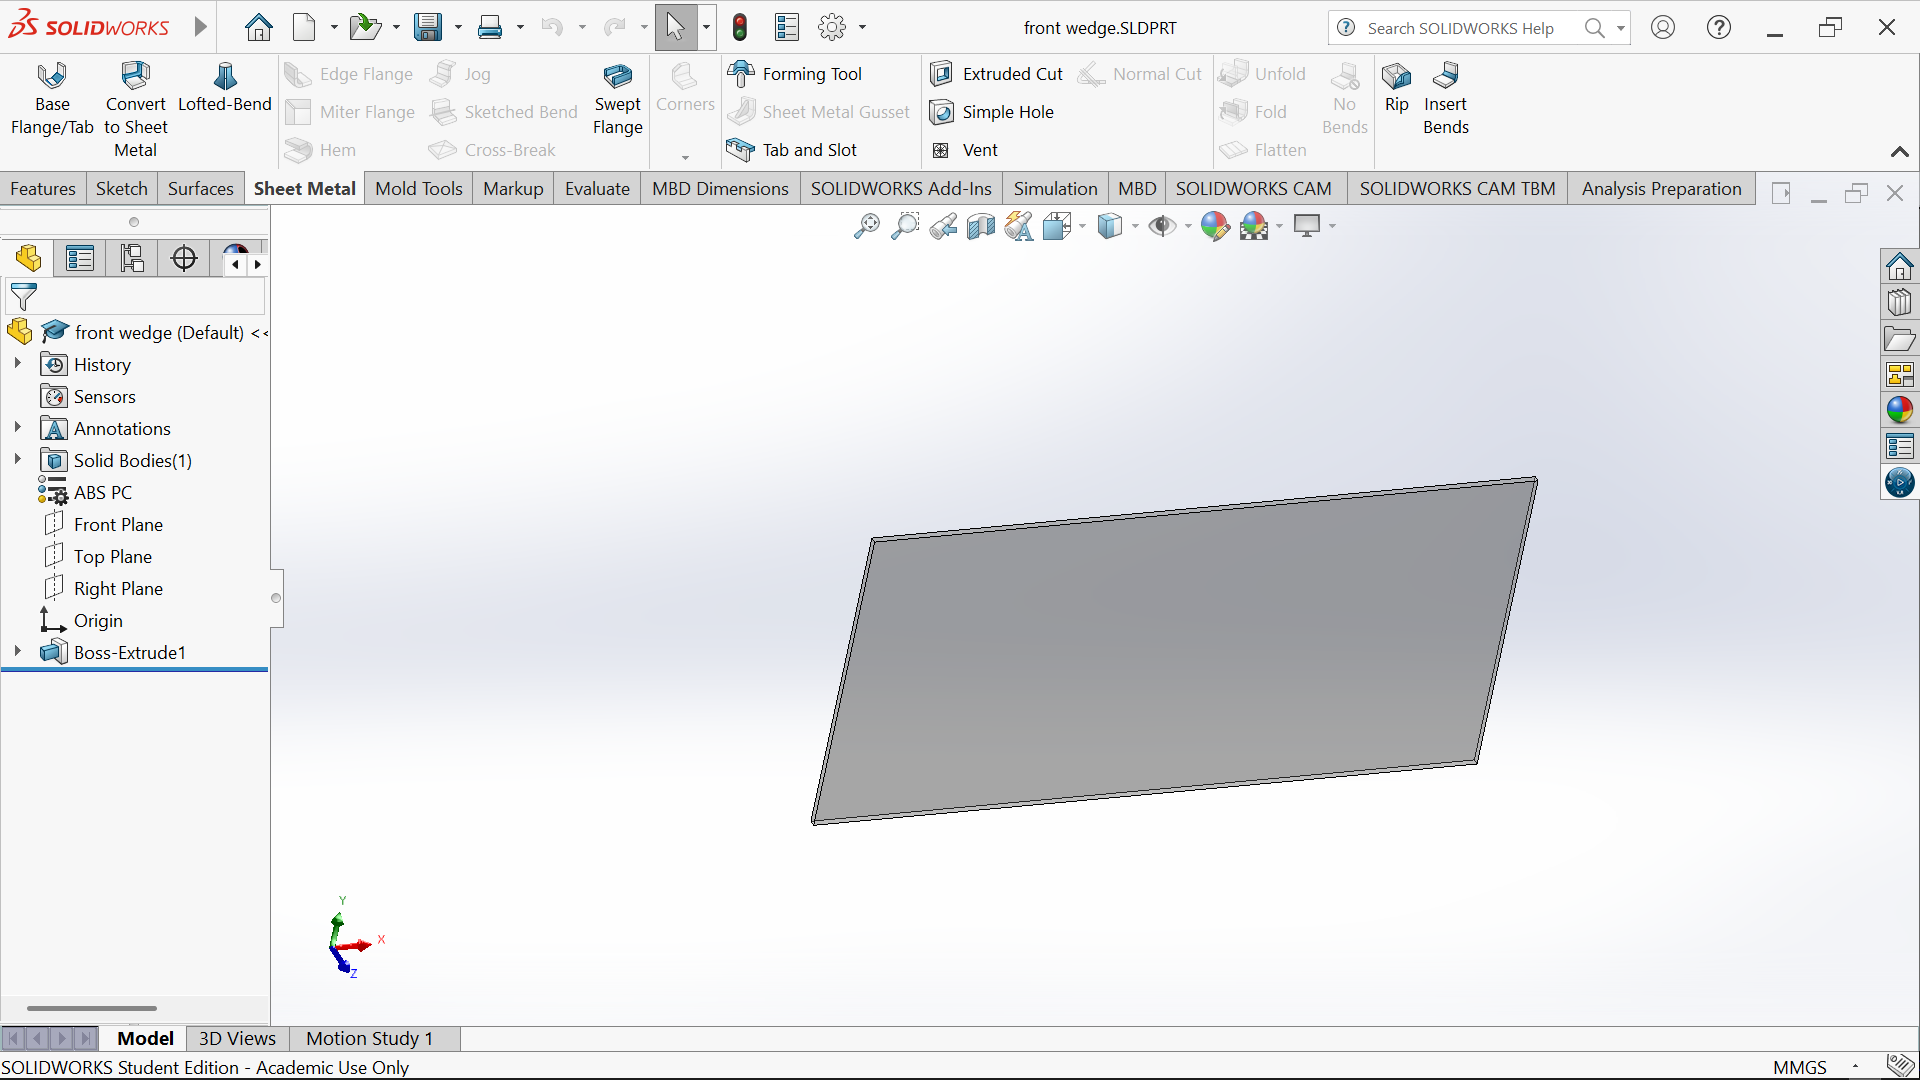 SOLIDWORKS
front wedge.SLDPRT
Search SOLIDWORKS Help
Base Flange/Tab
Convert to Sheet Metal
Lofted-Bend
Edge Flange
Miter Flange
Hem
Jog
Sketched Bend
Cross-Break
Swept Flange
Corners
Forming Tool
Sheet Metal Gusset
Tab and Slot
Extruded Cut
Simple Hole
Vent
Normal Cut
Unfold
Fold
Flatten
No Bends
Rip
Insert Bends
Features
Sketch
Surfaces
Sheet Metal
Mold Tools
Markup
Evaluate
MBD Dimensions
SOLIDWORKS Add-Ins
Simulation
MBD
SOLIDWORKS CAM
SOLIDWORKS CAM TBM
Analysis Preparation
front wedge (Default) <<
History
Sensors
Annotations
Solid Bodies(1)
ABS PC
Front Plane
Top Plane
Right Plane
Origin
Boss-Extrude1
Y
X
Z
Model
3D Views
Motion Study 1
SOLIDWORKS Student Edition - Academic Use Only
MMGS